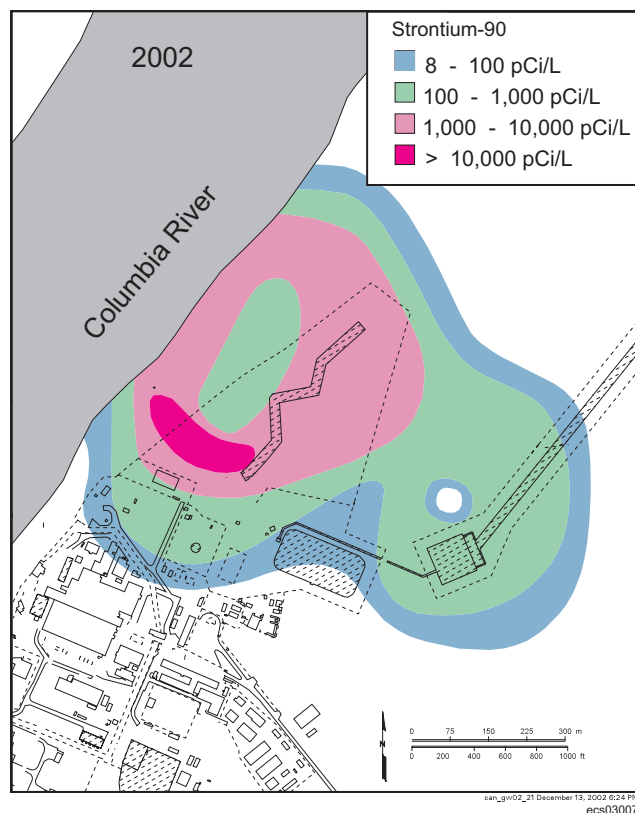 2002
Strontium-90
8 - 100 pCi/L
100 - 1,000 pCi/L
1,000 - 10,000 pCi/L
> 10,000 pCi/L
Columbia River
N
0 75 150 225 300 m
0 200 400 600 800 1000 ft
can_gw02_21 December 13, 2002 6:24 PM
ecs03007